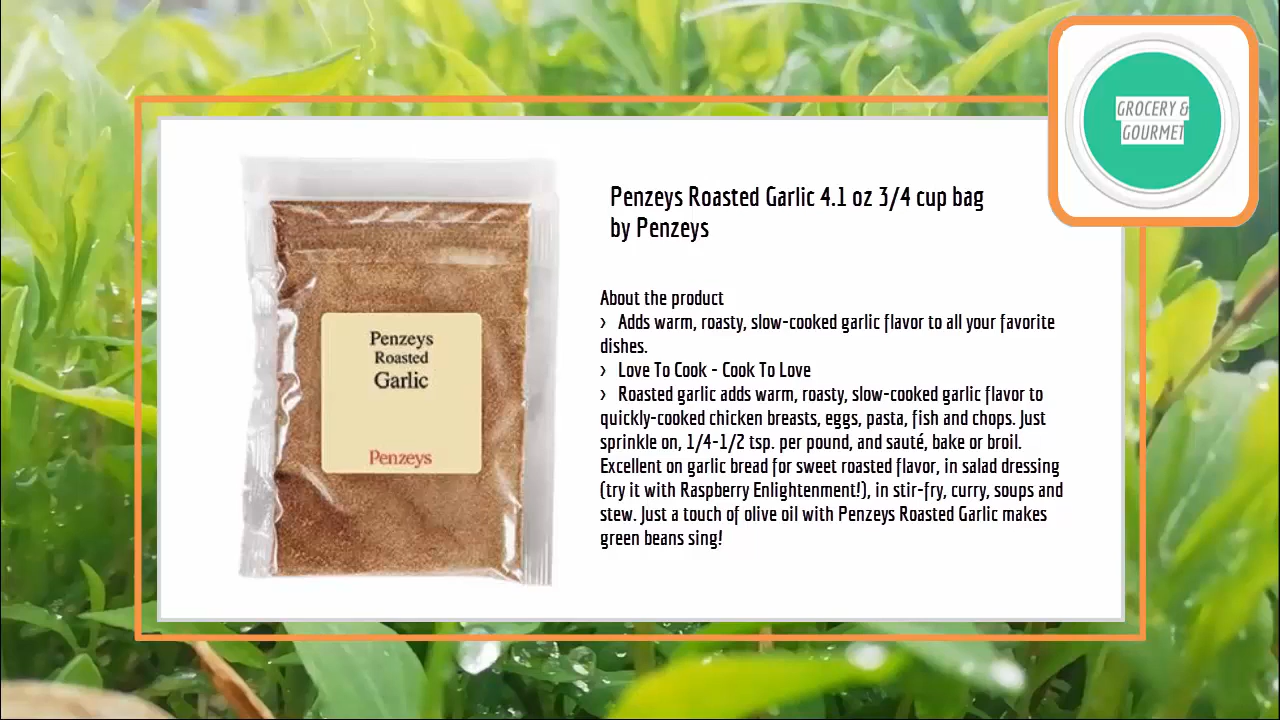 GROCERY &
GOURMET
Penzeys Roasted Garlic 4.1 oz 3/4 cup bag
by Penzeys
Penzeys
Roasted
Garlic
Penzeys
About the product
› Adds warm, roasty, slow-cooked garlic flavor to all your favorite
dishes.
› Love To Cook - Cook To Love
› Roasted garlic adds warm, roasty, slow-cooked garlic flavor to
quickly-cooked chicken breasts, eggs, pasta, fish and chops. Just
sprinkle on, 1/4-1/2 tsp. per pound, and sauté, bake or broil.
Excellent on garlic bread for sweet roasted flavor, in salad dressing
(try it with Raspberry Enlightenment!), in stir-fry, curry, soups and
stew. Just a touch of olive oil with Penzeys Roasted Garlic makes
green beans sing!